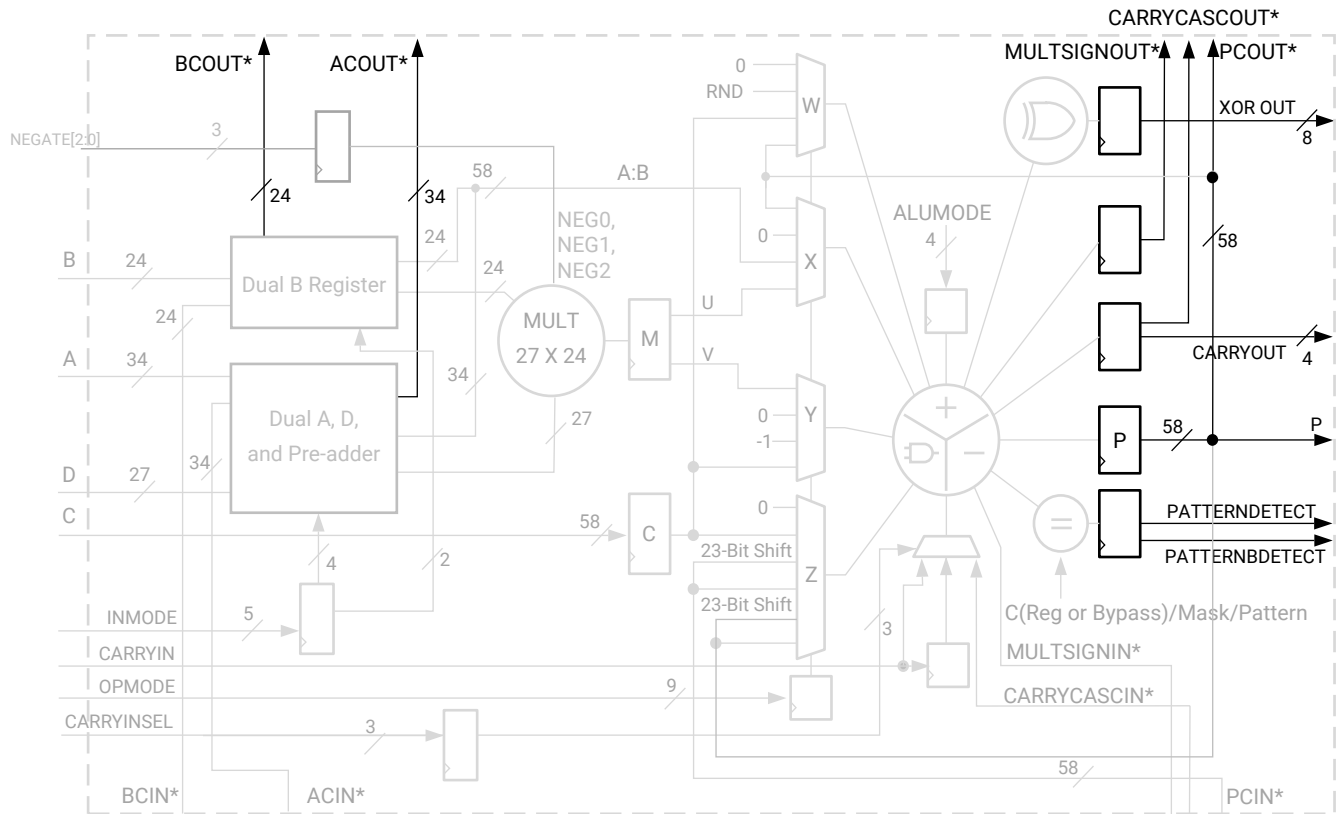 CARRYCASCOUT*
BCOUT*
ACOUT*
MULTSIGNOUT*
PCOUT*
0
RND
W
XOR OUT
8
NEGATE[2:0]
3
24
34
58
A:B
ALUMODE
4
58
NEG0,
NEG1,
NEG2
0
X
B
24
Dual B Register
24
24
24
MULT
27 X 24
M
U
V
CARRYOUT
4
A
34
34
Dual A, D,
and Pre-adder
27
Y
0
-1
+
−
P
58
P
D
27
34
C
58
C
0
23-Bit Shift
Z
23-Bit Shift
=
PATTERNDETECT
PATTERNBDETECT
4
2
INMODE
5
3
C(Reg or Bypass)/Mask/Pattern
CARRYIN
MULTSIGNIN*
OPMODE
9
CARRYCASCIN*
CARRYINSEL
3
58
BCIN*
ACIN*
PCIN*